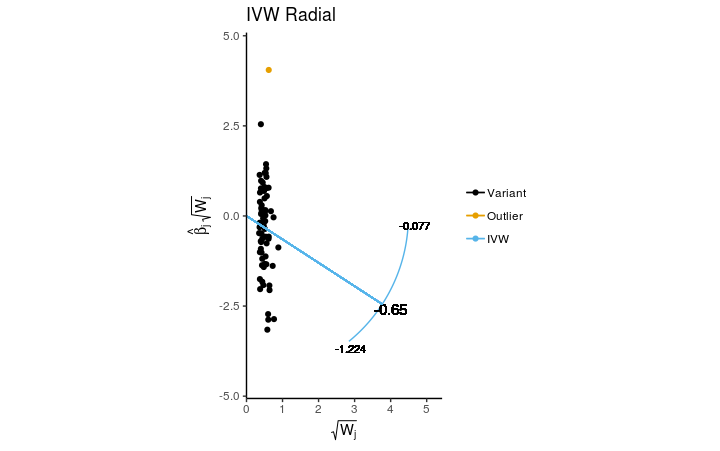 IVW Radial
5.0
2.5
0.0
-2.5
-5.0
β̂j√Wj
0 1 2 3 4 5
√Wj
-0.077
-0.65
-1.224
Variant
Outlier
IVW